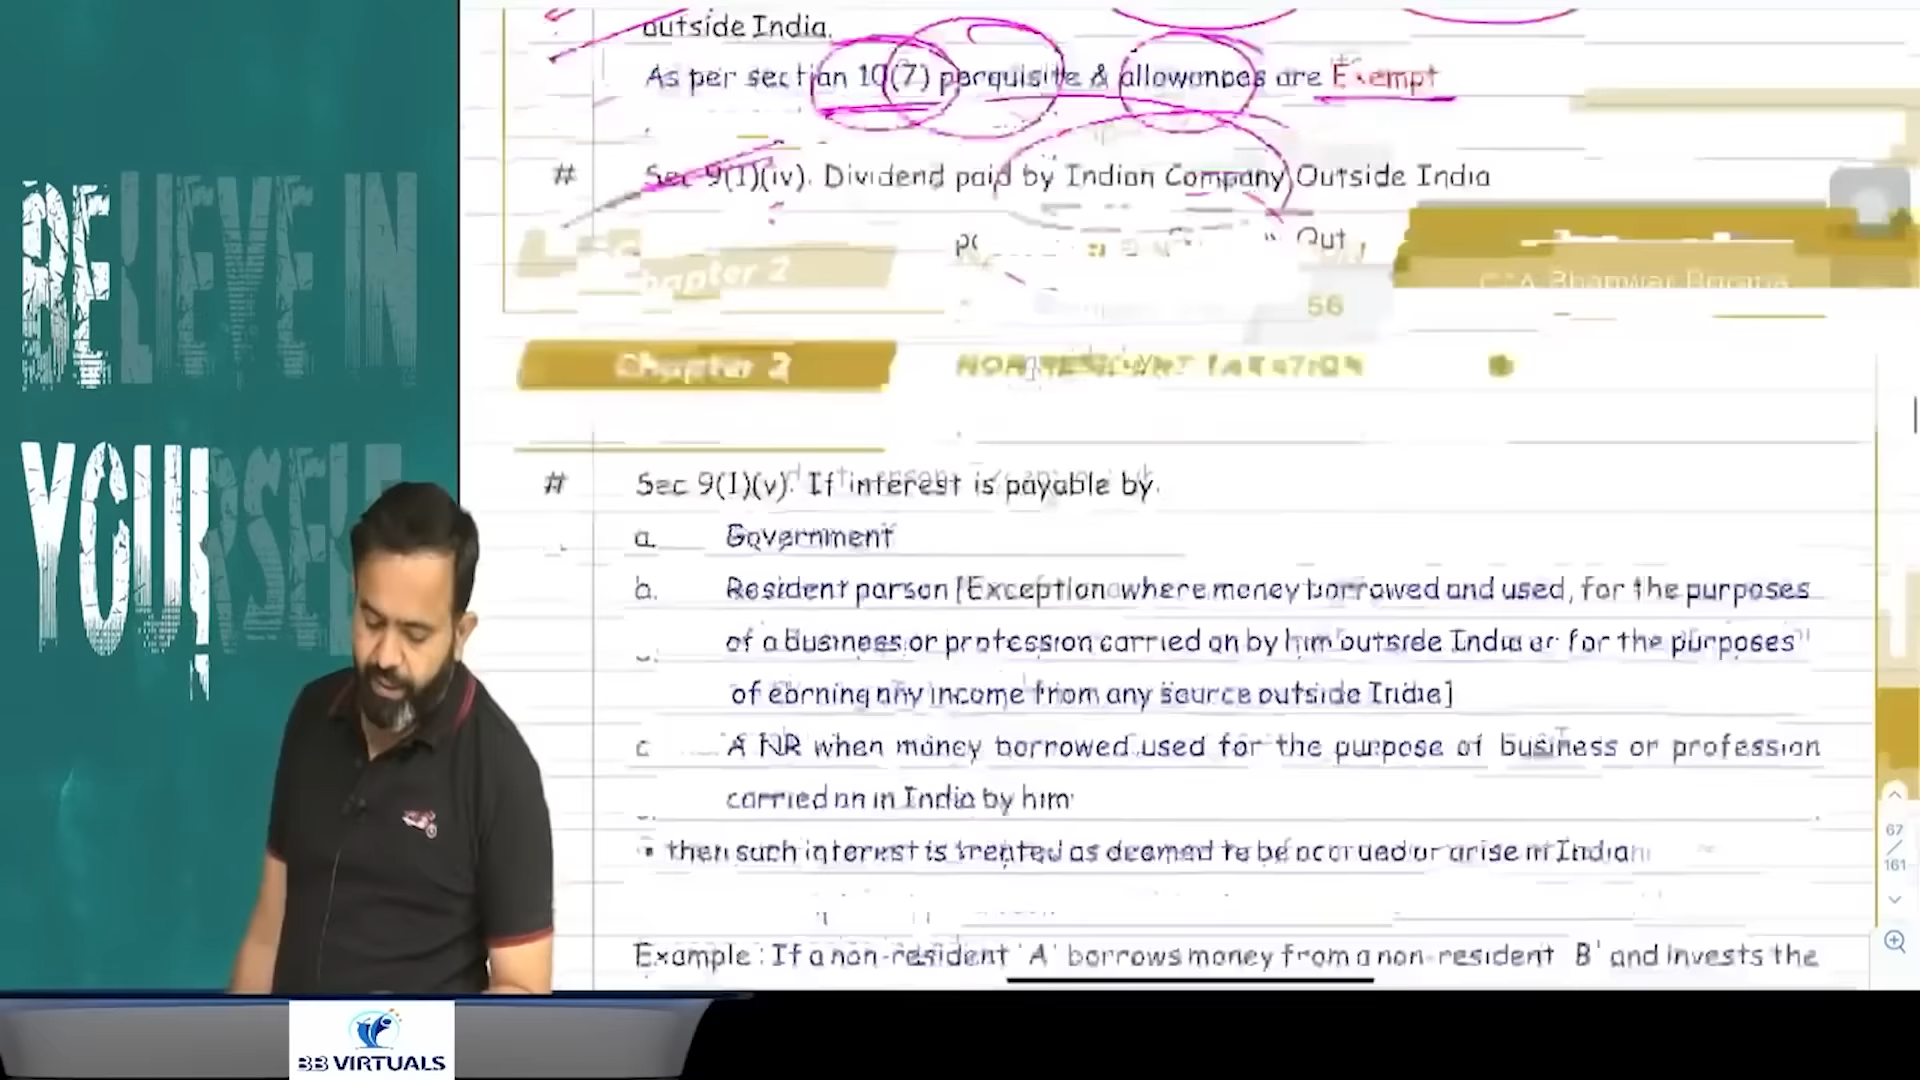 BELIEVE IN
YOURSELF
outside India.
As per section 10(7) perquisite & allowances are Exempt
# Sec 9(1)(iv). Dividend paid by Indian Company Outside India
Chapter 2
56
Chapter 2 NON RESIDENT TAXATION
# Sec 9(1)(v). If interest is payable by.
a. Government
b. Resident person [Exception where money borrowed and used, for the purposes
of a business or profession carried on by him outside India or for the purposes
of earning any income from any source outside India]
c A NR when money borrowed used for the purpose of business or profession
carried on in India by him
• then such interest is treated as deemed to be accrued or arise in India
Example : If a non-resident 'A' borrows money from a non-resident 'B' and invests the
67
/
161
BB VIRTUALS